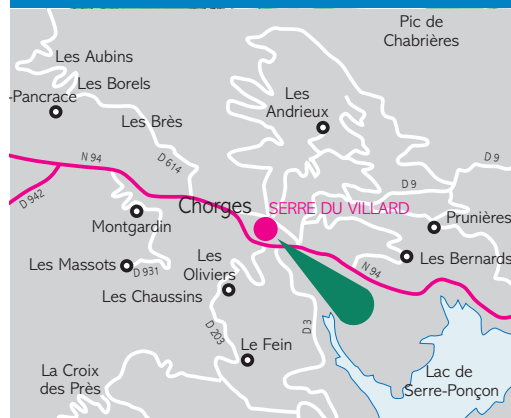 Pic de
Chabrières
Les Aubins
Les Borels
-Pancrace
Les Brès
Les
Andrieux
N 94
D 614
D 9
D 9
D 942
Chorges
SERRE DU VILLARD
Montgardin
Prunières
Les Massots
D 931
Les
Oliviers
Les Bernards
N 94
Les Chaussins
D 203
D 3
Le Fein
La Croix
des Près
Lac de
Serre-Ponçon